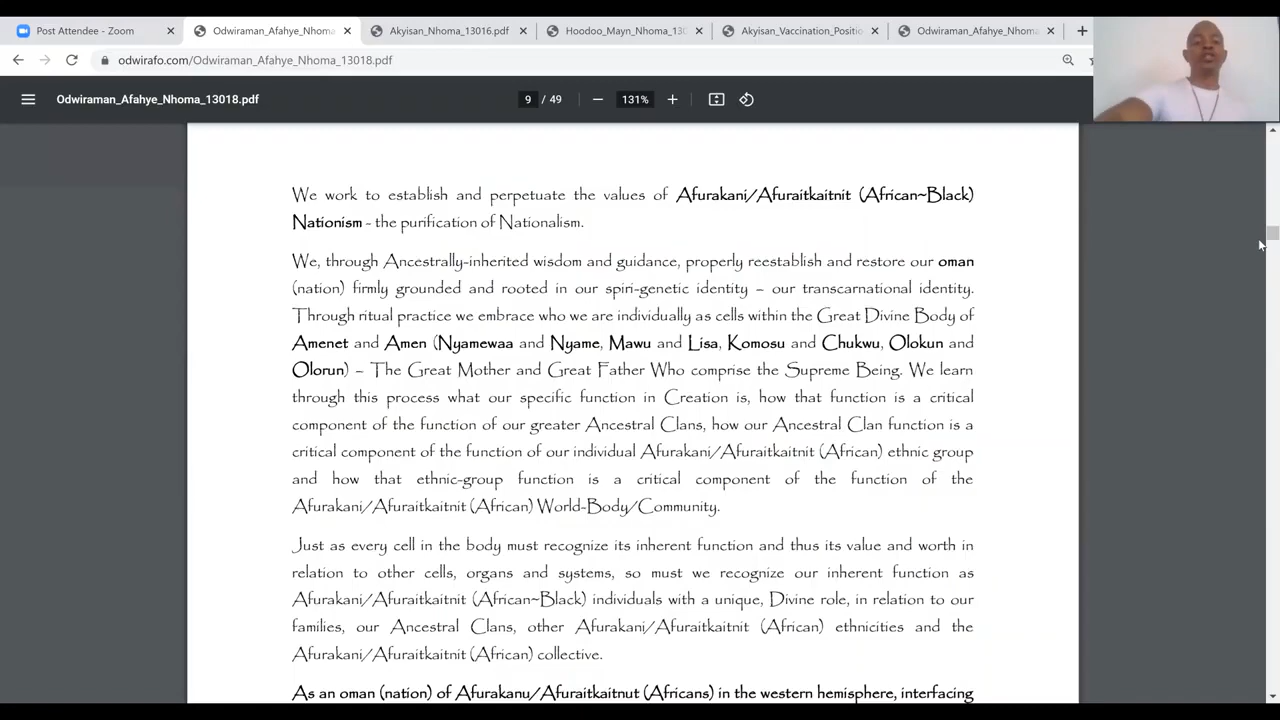 Post Attendee - Zoom
Odwiraman_Afahye_Nhoma_
Akyisan_Nhoma_13016.pdf
Hoodoo_Mayn_Nhoma_13
Akyisan_Vaccination_Positio
Odwiraman_Afahye_Nhoma_
odwirafo.com/Odwiraman_Afahye_Nhoma_13018.pdf
Odwiraman_Afahye_Nhoma_13018.pdf
9 / 49
131%
We work to establish and perpetuate the values of Afurakani/Afuraitkaitnit (African~Black)
Nationism - the purification of Nationalism.
We, through Ancestrally-inherited wisdom and guidance, properly reestablish and restore our oman
(nation) firmly grounded and rooted in our spiri-genetic identity – our transcarnational identity.
Through ritual practice we embrace who we are individually as cells within the Great Divine Body of
Amenet and Amen (Nyamewaa and Nyame, Mawu and Lisa, Komosu and Chukwu, Olokun and
Olorun) – The Great Mother and Great Father Who comprise the Supreme Being. We learn
through this process what our specific function in Creation is, how that function is a critical
component of the function of our greater Ancestral Clans, how our Ancestral Clan function is a
critical component of the function of our individual Afurakani/Afuraitkaitnit (African) ethnic group
and how that ethnic-group function is a critical component of the function of the
Afurakani/Afuraitkaitnit (African) World-Body/Community.
Just as every cell in the body must recognize its inherent function and thus its value and worth in
relation to other cells, organs and systems, so must we recognize our inherent function as
Afurakani/Afuraitkaitnit (African~Black) individuals with a unique, Divine role, in relation to our
families, our Ancestral Clans, other Afurakani/Afuraitkaitnit (African) ethnicities and the
Afurakani/Afuraitkaitnit (African) collective.
As an oman (nation) of Afurakanu/Afuraitkaitnut (Africans) in the western hemisphere, interfacing